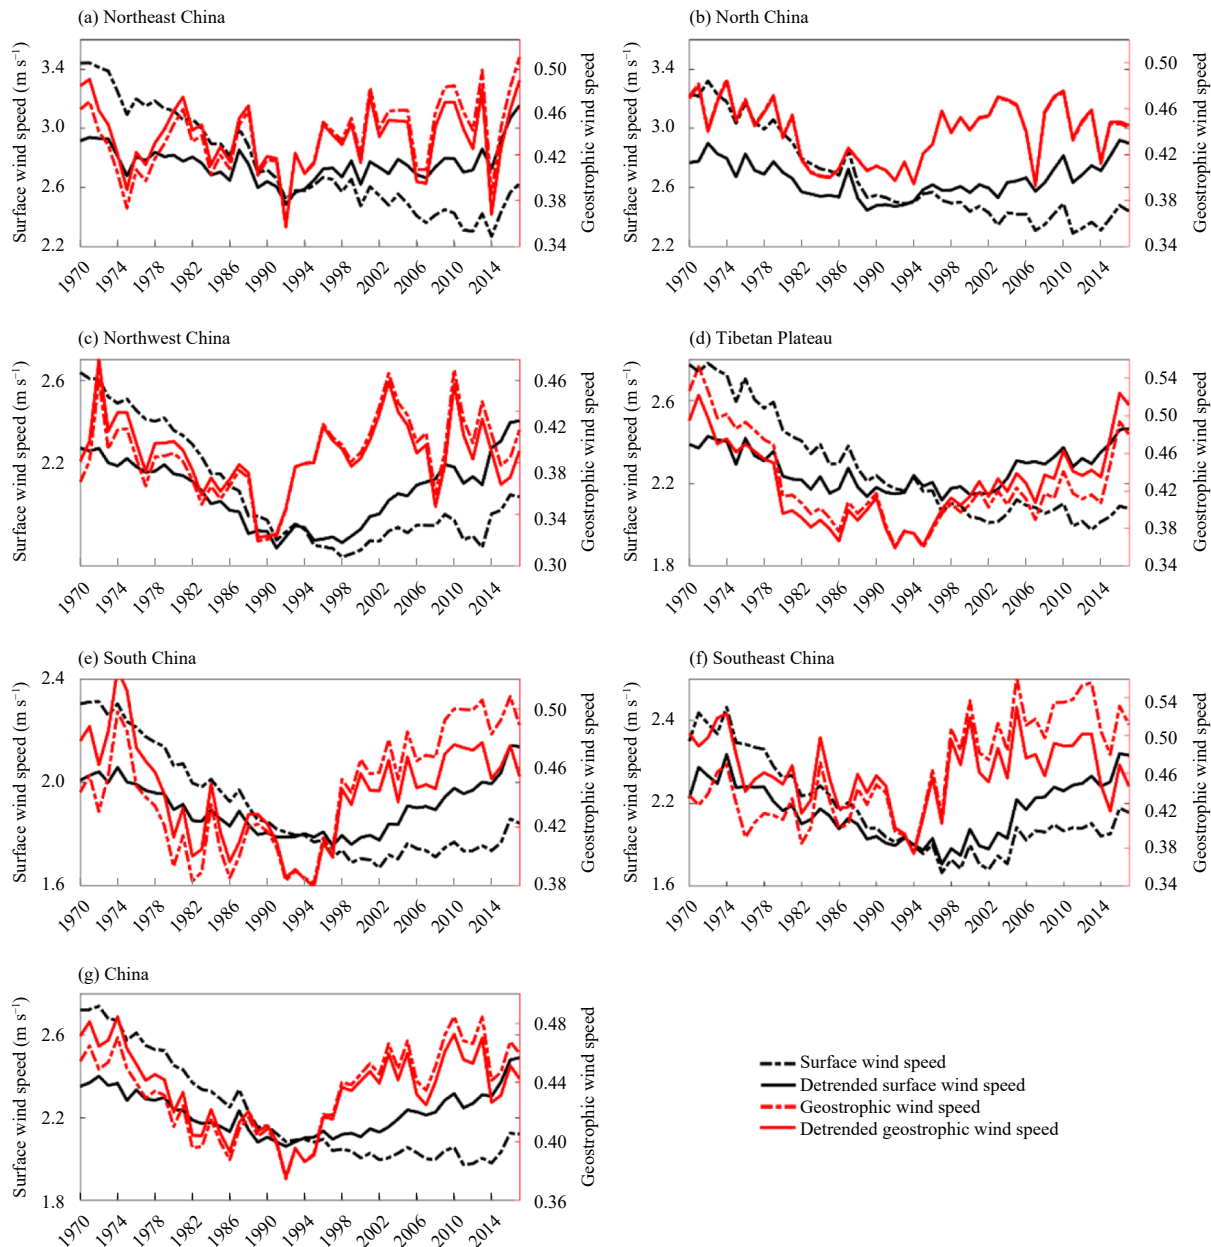 (a) Northeast China
Surface wind speed (m s⁻¹)
3.4
3.0
2.6
2.2
0.50
0.46
0.42
0.38
0.34
Geostrophic wind speed
1970 1974 1978 1982 1986 1990 1994 1998 2002 2006 2010 2014
(b) North China
Surface wind speed (m s⁻¹)
3.4
3.0
2.6
2.2
0.50
0.46
0.42
0.38
0.34
Geostrophic wind speed
1970 1974 1978 1982 1986 1990 1994 1998 2002 2006 2010 2014
(c) Northwest China
Surface wind speed (m s⁻¹)
2.6
2.2
0.46
0.42
0.38
0.34
0.30
Geostrophic wind speed
1970 1974 1978 1982 1986 1990 1994 1998 2002 2006 2010 2014
(d) Tibetan Plateau
Surface wind speed (m s⁻¹)
2.6
2.2
1.8
0.54
0.50
0.46
0.42
0.38
0.34
Geostrophic wind speed
1970 1974 1978 1982 1986 1990 1994 1998 2002 2006 2010 2014
(e) South China
Surface wind speed (m s⁻¹)
2.4
2.0
1.6
0.50
0.46
0.42
0.38
Geostrophic wind speed
1970 1974 1978 1982 1986 1990 1994 1998 2002 2006 2010 2014
(f) Southeast China
Surface wind speed (m s⁻¹)
2.4
2.2
1.6
0.54
0.50
0.46
0.42
0.38
0.34
Geostrophic wind speed
1970 1974 1978 1982 1986 1990 1994 1998 2002 2006 2010 2014
(g) China
Surface wind speed (m s⁻¹)
2.6
2.2
1.8
0.48
0.44
0.40
0.36
Geostrophic wind speed
1970 1974 1978 1982 1986 1990 1994 1998 2002 2006 2010 2014
Surface wind speed
Detrended surface wind speed
Geostrophic wind speed
Detrended geostrophic wind speed